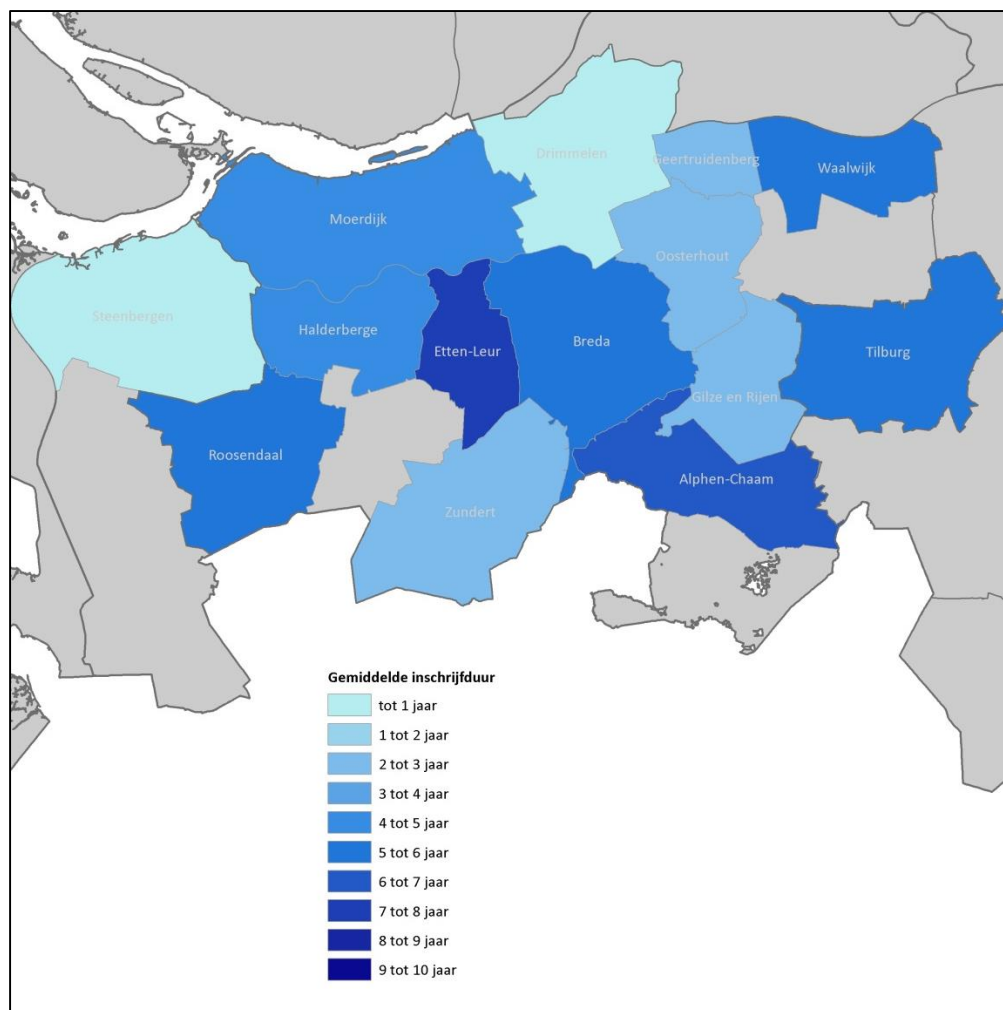 Drimmelen
Geertruidenberg
Waalwijk
Moerdijk
Oosterhout
Steenbergen
Halderberge
Etten-Leur
Breda
Tilburg
Gilze en Rijen
Roosendaal
Alphen-Chaam
Zundert
Gemiddelde inschrijfduur
tot 1 jaar
1 tot 2 jaar
2 tot 3 jaar
3 tot 4 jaar
4 tot 5 jaar
5 tot 6 jaar
6 tot 7 jaar
7 tot 8 jaar
8 tot 9 jaar
9 tot 10 jaar